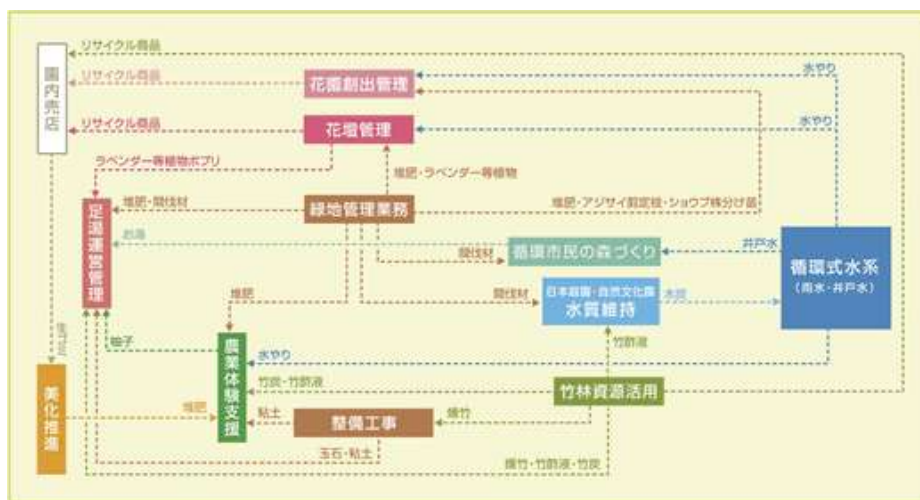 リサイクル商品
園内売店
リサイクル商品
花園創出管理
水やり
リサイクル商品
花壇管理
水やり
ラベンダー等植物ポプリ
堆肥・ラベンダー等植物
足湯運営管理
堆肥・間伐材
緑地管理業務
堆肥・アジサイ剪定枝・ショウブ株分け苗
お湯
間伐材
循環市民の森づくり
井戸水
循環式水系
(雨水・井戸水)
堆肥
間伐材
日本庭園・自然文化園
水質維持
木炭
生ゴミ
柚子
農業体験支援
水やり
竹酢液
竹炭・竹酢液
竹林資源活用
美化推進
堆肥
粘土
整備工事
爆竹
玉石・粘土
爆竹・竹酢液・竹炭